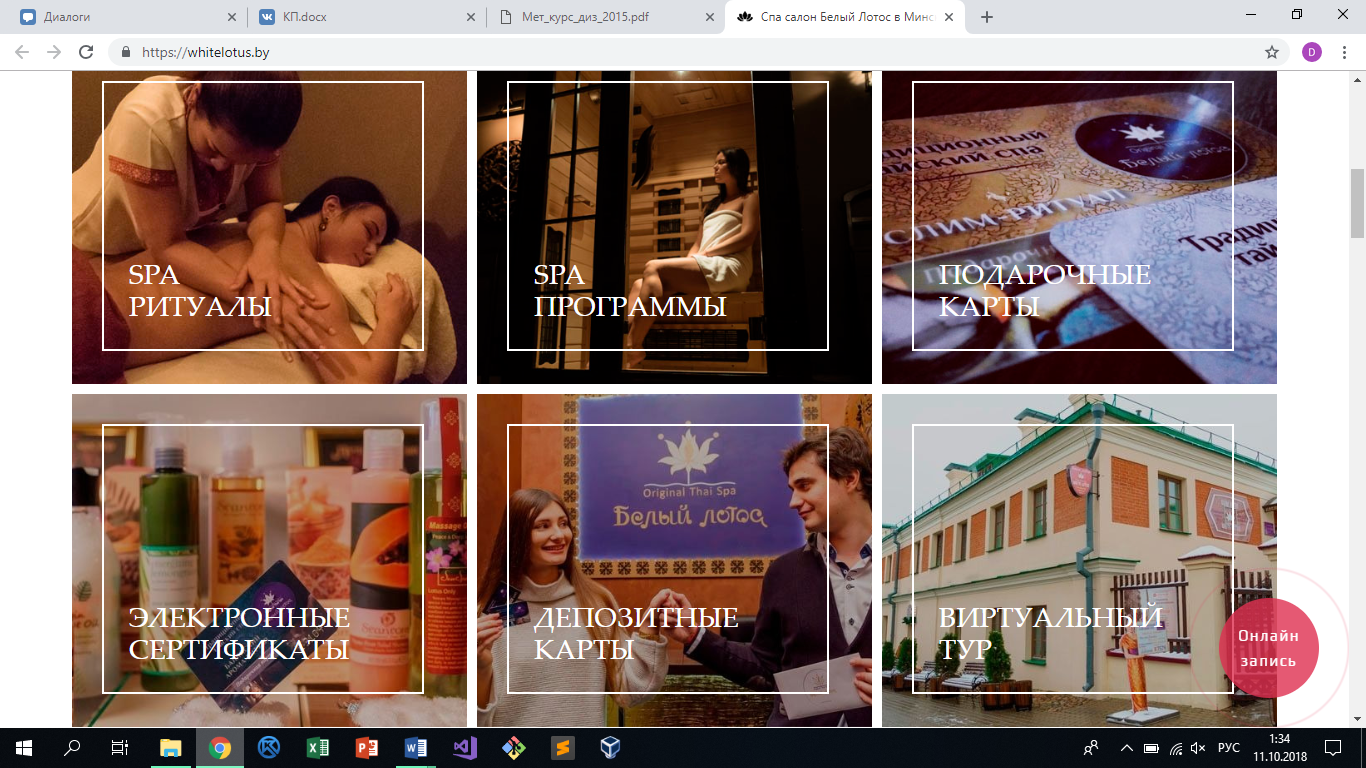 Диалоги
КП.docx
Мет_курс_диз_2015.pdf
Спа салон Белый Лотос в Минс
https://whitelotus.by
D
SPA
РИТУАЛЫ
SPA
ПРОГРАММЫ
Белый лотос
СЛИМ-РИТУАЛ
ПОДАРОЧНЫЕ
КАРТЫ
ЭЛЕКТРОННЫЕ
СЕРТИФИКАТЫ
Original Thai Spa
Белый лотос
ДЕПОЗИТНЫЕ
КАРТЫ
ВИРТУАЛЬНЫЙ
ТУР
Онлайн
запись
РУС
1:34
11.10.2018